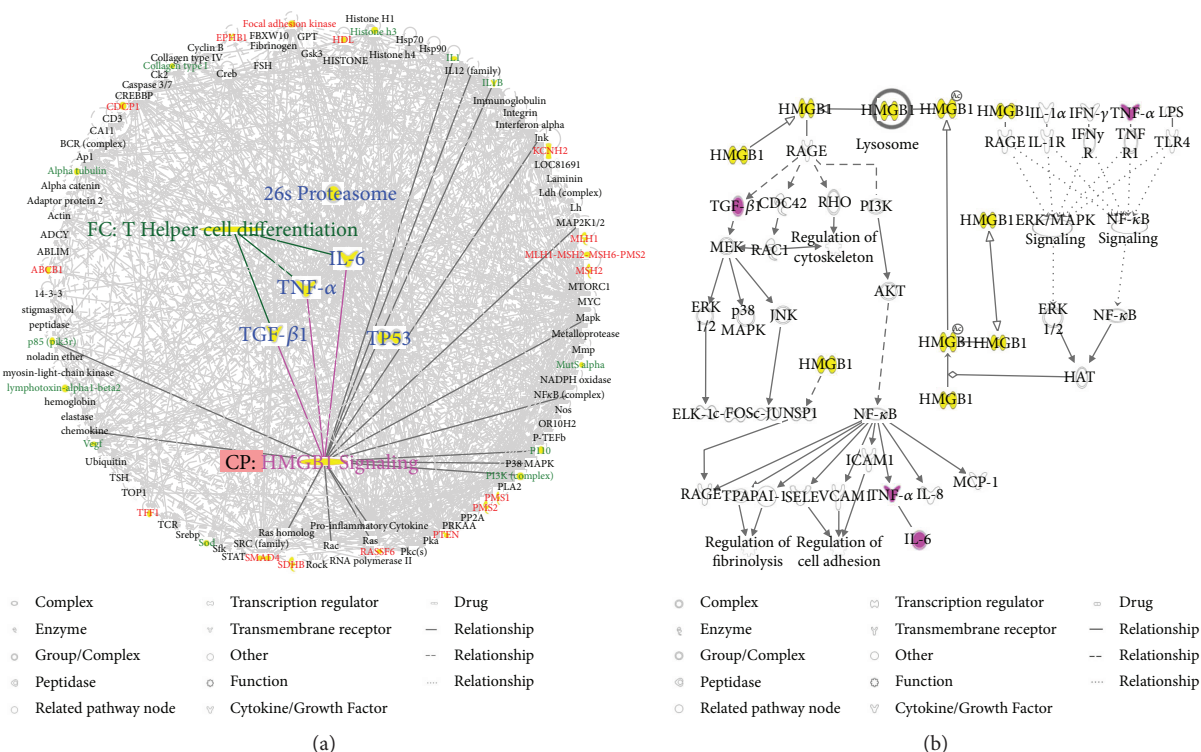 Focal adhesion kinase
EPHB1
FBXW10
GPT
Fibrinogen
Cyclin B
Collagen type IV
Gsk3
Collagen type I
Ck2
Creb
FSH
HISTONE
Caspase 3/7
CREBBP
CDCP1
CD3
CA11
BCR (complex)
Ap1
Alpha tubulin
Alpha catenin
Adaptor protein 2
Actin
ADCY
ABLIM
ABCB1
14-3-3
stigmasterol
peptidase
p85 (pik3r)
noladin ether
myosin-light-chain kinase
lymphotoxin-alpha1-beta2
hemoglobin
elastase
chemokine
Vegf
Ubiquitin
TSH
TOP1
TFF1
TCR
Srebp
Sod
Sfk
STAT
SRC (family)
SMAD4
SDHB
Ras homolog
Rock
Rac
Pro-inflammatory Cytokine
Ras
RASSF6
RNA polymerase II
Pkc(s)
Pka
PTEN
PRKAA
PP2A
PMS2
PMS1
PLA2
PI3K (complex)
P38 MAPK
P110
P-TEFb
OR10H2
Nos
NFκB (complex)
NADPH oxidase
MutS alpha
Mmp
Metalloprotease
Mapk
MYC
MTORC1
MSH2
MLH1-MSH2-MSH6-PMS2
MLH1
MAP2K1/2
Lh
Ldh (complex)
Laminin
LOC81691
KCNH2
Jnk
Interferon alpha
Integrin
Immunoglobulin
IL1B
IL12 (family)
IL1
Hsp90
Hsp70
Histone h4
Histone h3
Histone H1
HDL
26s Proteasome
FC: T Helper cell differentiation
IL-6
TNF-α
TGF-β1
TP53
CP: HMGB1 Signaling
Complex
Enzyme
Group/Complex
Peptidase
Related pathway node
Transcription regulator
Transmembrane receptor
Other
Function
Cytokine/Growth Factor
Drug
Relationship
Relationship
Relationship
(a)
HMGB1 HMGB1 HMGB1 HMGB1 IL-1α IFN-γ TNF-α LPS
Ac
Lysosome
HMGB1 RAGE RAGE IL-1R IFNγ R TNF R1 TLR4
TGF-β1 CDC42 RHO PI3K
HMGB1 ERK/MAPK NF-κB
Signaling Signaling
MEK RAC1 Regulation of
cytoskeleton
AKT
ERK
1/2
P38
MAPK
JNK
ERK
1/2
NF-κB
Ac
HMGB1 HMGB1
HMGB1
HAT
HMGB1
ELK-1 c-FOS c-JUN SP1 NF-κB
ICAM1
RAGE TPA PAI-1 SELE VCAM1 TNF-α IL-8 MCP-1
Regulation of
fibrinolysis
Regulation of
cell adhesion
IL-6
Complex
Enzyme
Group/Complex
Peptidase
Related pathway node
Transcription regulator
Transmembrane receptor
Other
Function
Cytokine/Growth Factor
Drug
Relationship
Relationship
Relationship
(b)